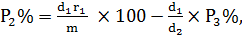 P₂% = d₁r₁/m × 100 − d₁/d₂ × P₃%,